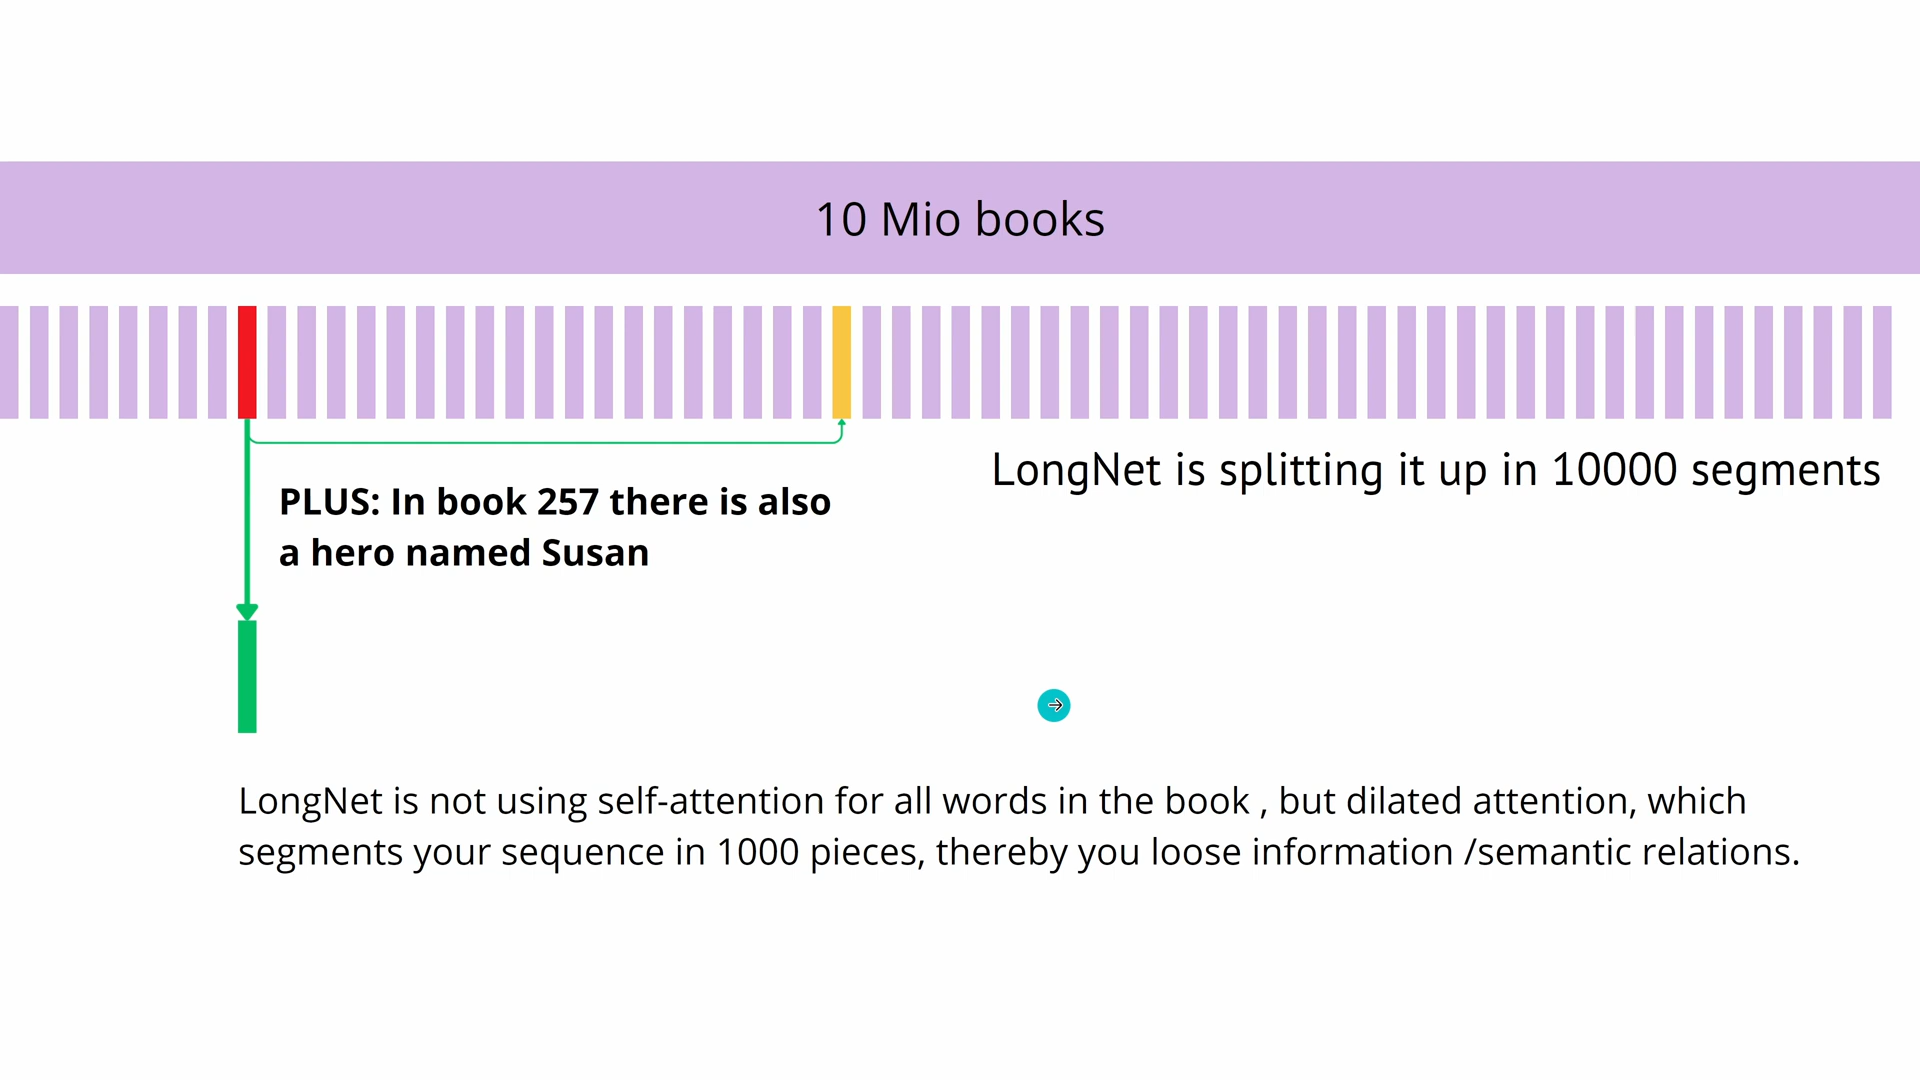 10 Mio books
LongNet is splitting it up in 10000 segments
PLUS: In book 257 there is also
a hero named Susan
LongNet is not using self-attention for all words in the book , but dilated attention, which
segments your sequence in 1000 pieces, thereby you loose information /semantic relations.